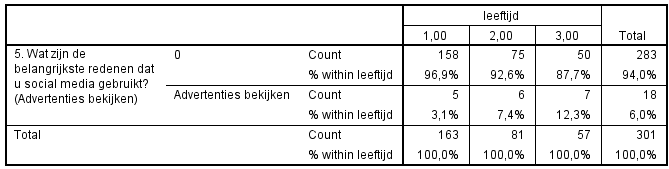 leeftijd
1,00 2,00 3,00 Total
5. Wat zijn de belangrijkste redenen dat u social media gebruikt? (Advertenties bekijken) 0 Count 158 75 50 283
% within leeftijd 96,9% 92,6% 87,7% 94,0%
Advertenties bekijken Count 5 6 7 18
% within leeftijd 3,1% 7,4% 12,3% 6,0%
Total Count 163 81 57 301
% within leeftijd 100,0% 100,0% 100,0% 100,0%